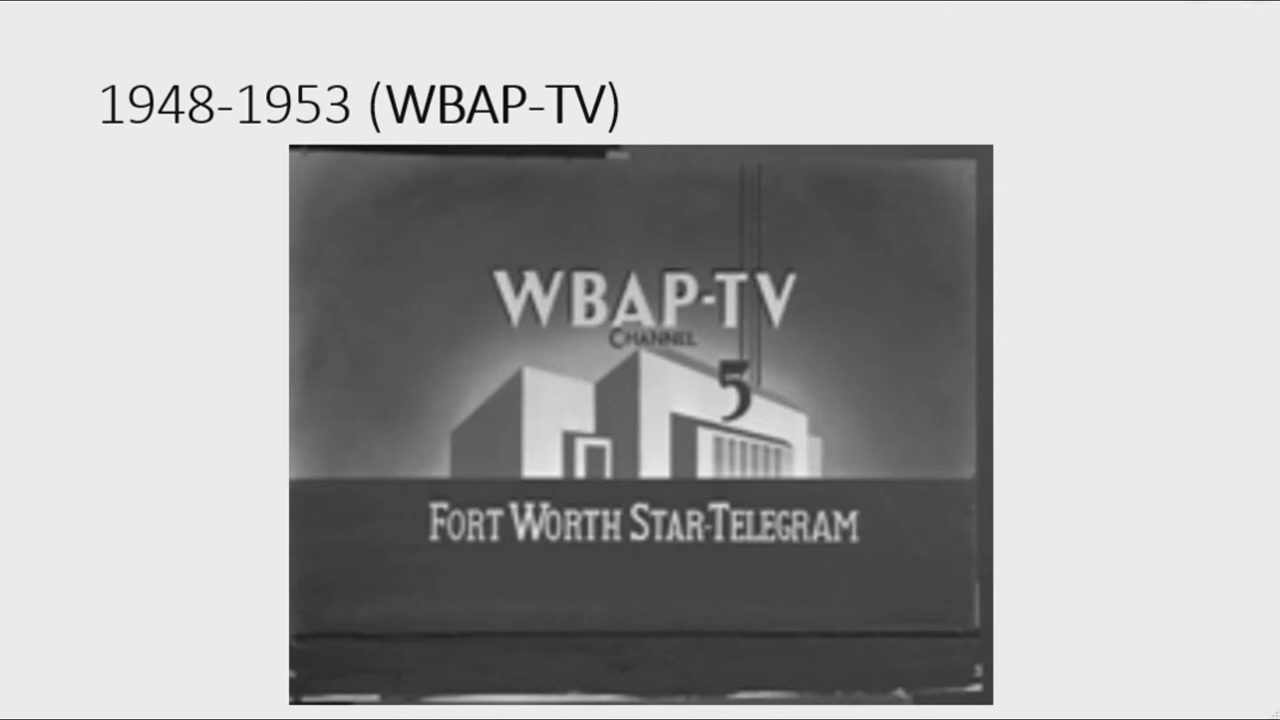 1948-1953 (WBAP-TV)
WBAP-TV
CHANNEL
5
FORT WORTH STAR-TELEGRAM